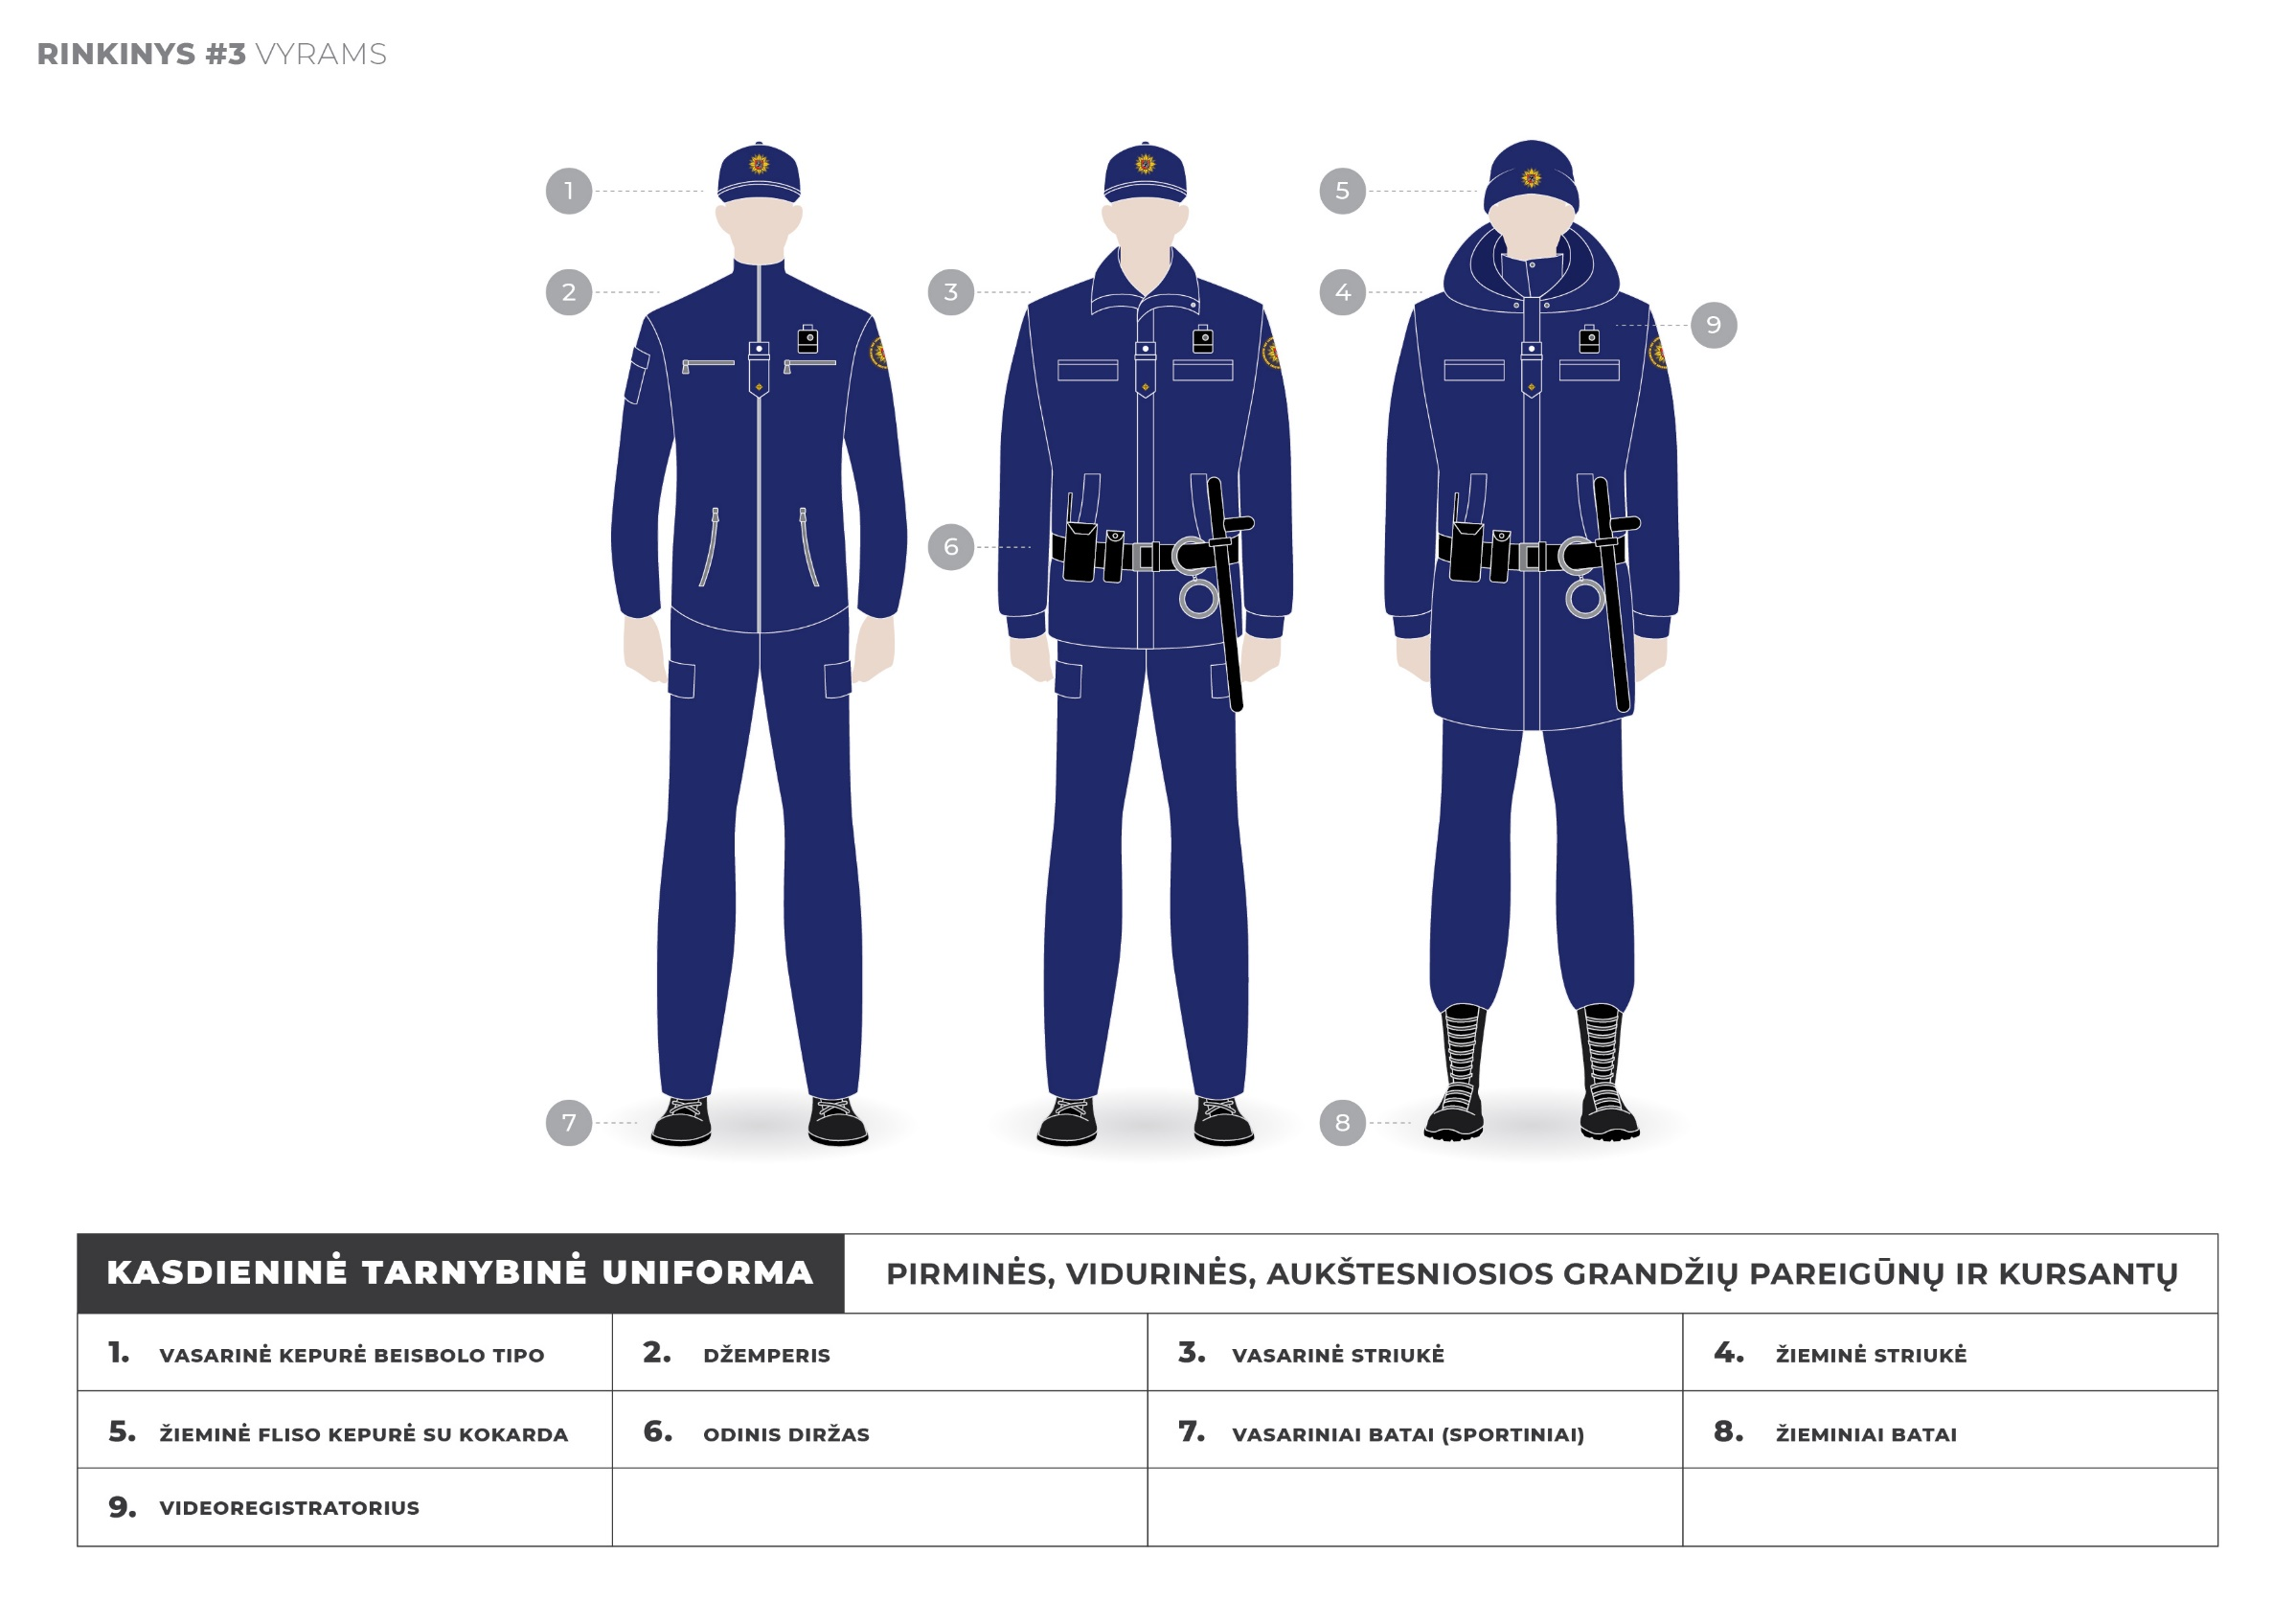 RINKINYS #3 VYRAMS
1
5
2
3
4
9
6
7
8
KASDIENINĖ TARNYBINĖ UNIFORMA
PIRMINĖS, VIDURINĖS, AUKŠTESNIOSIOS GRANDŽIŲ PAREIGŪNŲ IR KURSANTŲ
1. VASARINĖ KEPURĖ BEISBOLO TIPO
2. DŽEMPERIS
3. VASARINĖ STRIUKĖ
4. ŽIEMINĖ STRIUKĖ
5. ŽIEMINĖ FLISO KEPURĖ SU KOKARDA
6. ODINIS DIRŽAS
7. VASARINIAI BATAI (SPORTINIAI)
8. ŽIEMINIAI BATAI
9. VIDEOREGISTRATORIUS